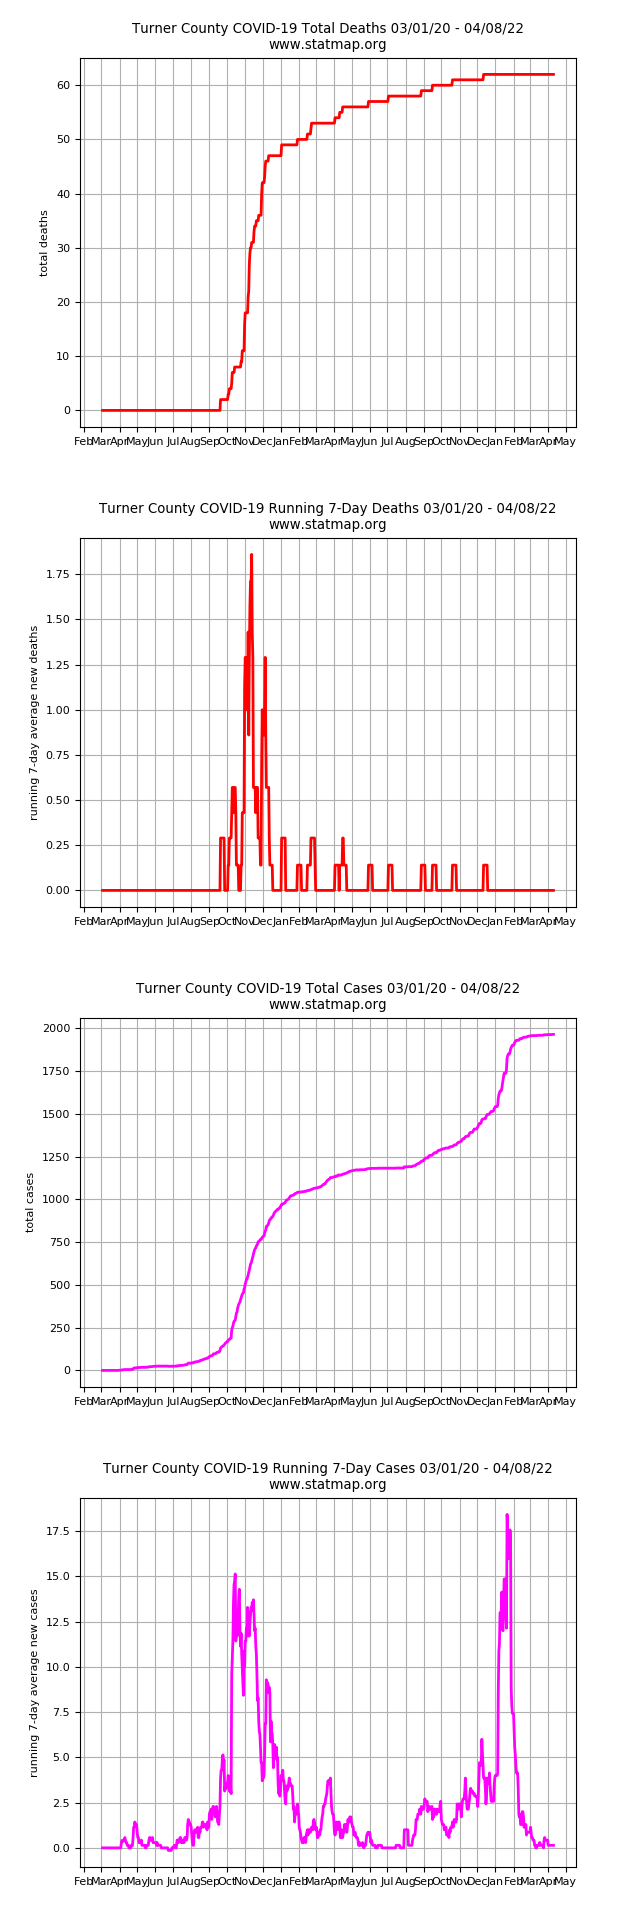 Turner County COVID-19 Total Deaths 03/01/20 - 04/08/22
www.statmap.org
60
50
40
30
20
10
0
total deaths
Feb Mar Apr May Jun Jul Aug Sep Oct Nov Dec Jan Feb Mar Apr May Jun Jul Aug Sep Oct Nov Dec Jan Feb Mar Apr May
Turner County COVID-19 Running 7-Day Deaths 03/01/20 - 04/08/22
www.statmap.org
1.75
1.50
1.25
1.00
0.75
0.50
0.25
0.00
running 7-day average new deaths
Feb Mar Apr May Jun Jul Aug Sep Oct Nov Dec Jan Feb Mar Apr May Jun Jul Aug Sep Oct Nov Dec Jan Feb Mar Apr May
Turner County COVID-19 Total Cases 03/01/20 - 04/08/22
www.statmap.org
2000
1750
1500
1250
1000
750
500
250
0
total cases
Feb Mar Apr May Jun Jul Aug Sep Oct Nov Dec Jan Feb Mar Apr May Jun Jul Aug Sep Oct Nov Dec Jan Feb Mar Apr May
Turner County COVID-19 Running 7-Day Cases 03/01/20 - 04/08/22
www.statmap.org
17.5
15.0
12.5
10.0
7.5
5.0
2.5
0.0
running 7-day average new cases
Feb Mar Apr May Jun Jul Aug Sep Oct Nov Dec Jan Feb Mar Apr May Jun Jul Aug Sep Oct Nov Dec Jan Feb Mar Apr May